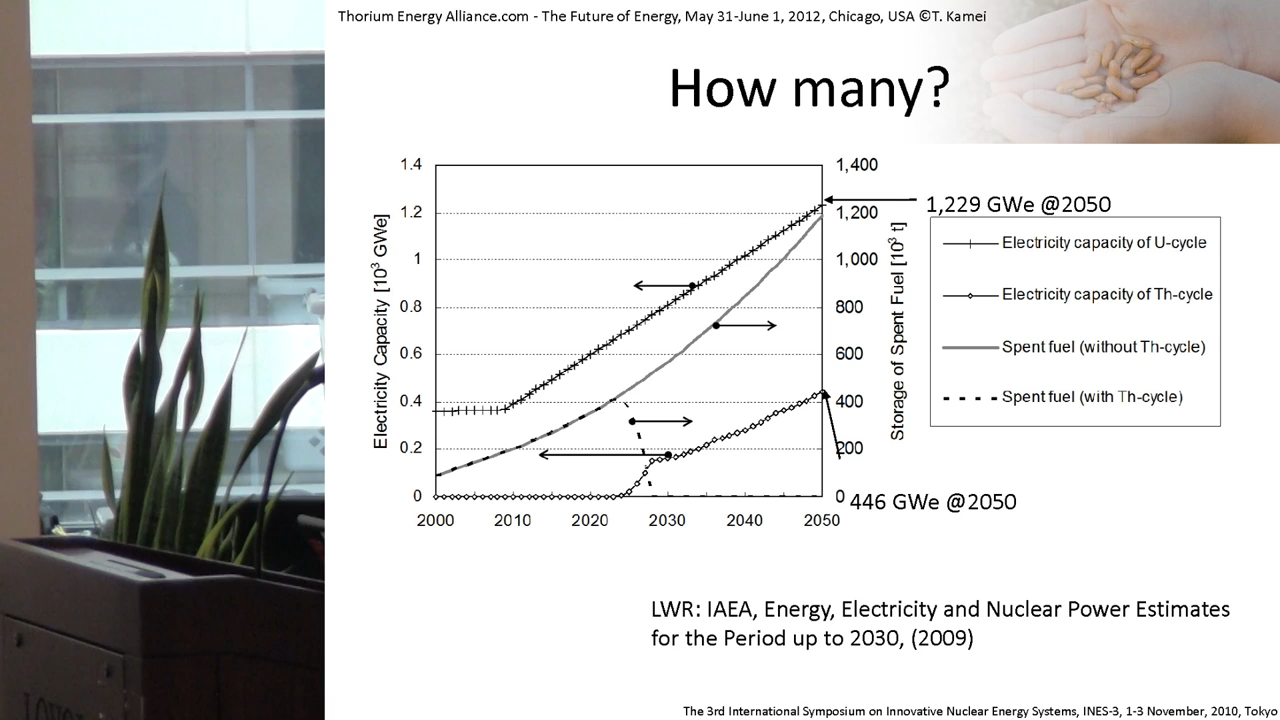 Thorium Energy Alliance.com - The Future of Energy, May 31-June 1, 2012, Chicago, USA ©T. Kamei
How many?
1.4
1.2
1
0.8
0.6
0.4
0.2
0
Electricity Capacity [10³ GWe]
2000 2010 2020 2030 2040 2050
1,400
1,200
1,000
800
600
400
200
0
Storage of Spent Fuel [10³ t]
1,229 GWe @2050
Electricity capacity of U-cycle
Electricity capacity of Th-cycle
Spent fuel (without Th-cycle)
Spent fuel (with Th-cycle)
446 GWe @2050
LWR: IAEA, Energy, Electricity and Nuclear Power Estimates
for the Period up to 2030, (2009)
The 3rd International Symposium on Innovative Nuclear Energy Systems, INES-3, 1-3 November, 2010, Tokyo